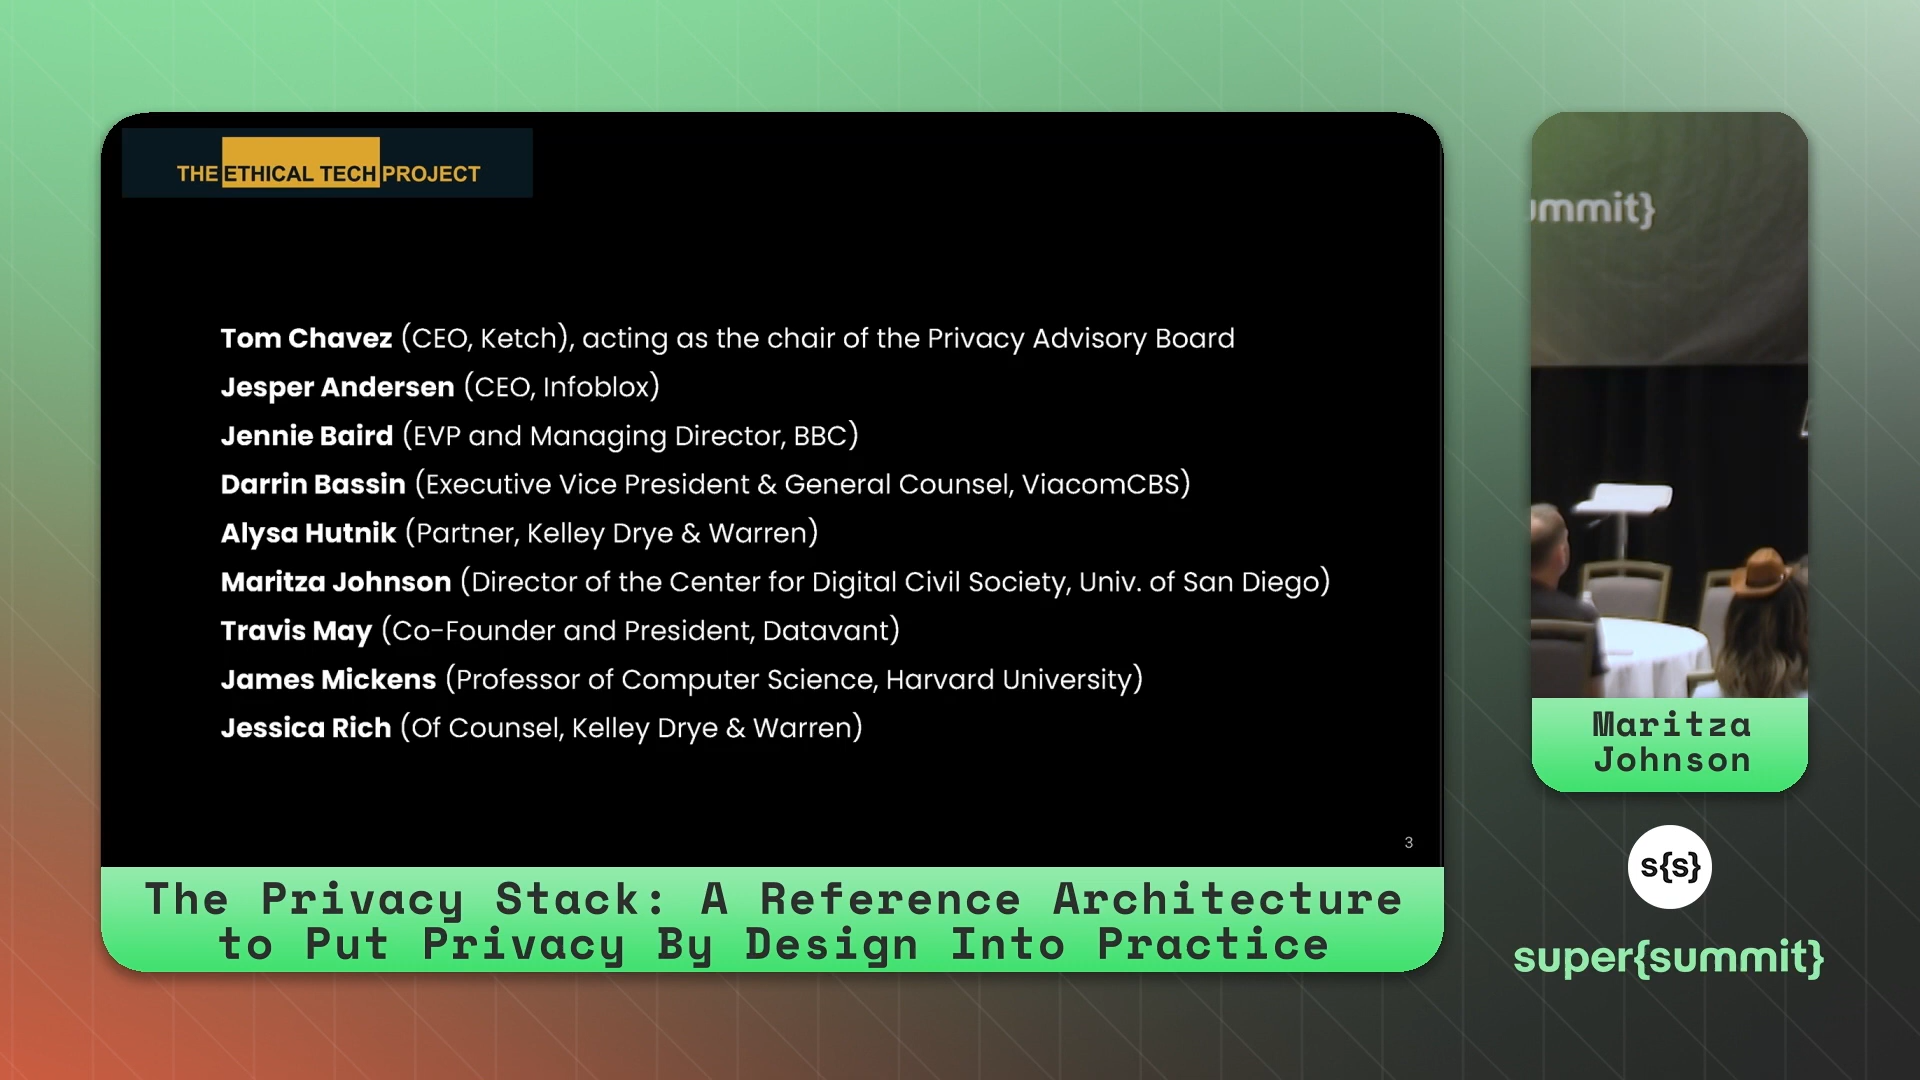 THE ETHICAL TECH PROJECT
Tom Chavez (CEO, Ketch), acting as the chair of the Privacy Advisory Board
Jesper Andersen (CEO, Infoblox)
Jennie Baird (EVP and Managing Director, BBC)
Darrin Bassin (Executive Vice President & General Counsel, ViacomCBS)
Alysa Hutnik (Partner, Kelley Drye & Warren)
Maritza Johnson (Director of the Center for Digital Civil Society, Univ. of San Diego)
Travis May (Co-Founder and President, Datavant)
James Mickens (Professor of Computer Science, Harvard University)
Jessica Rich (Of Counsel, Kelley Drye & Warren)
3
The Privacy Stack: A Reference Architecture
to Put Privacy By Design Into Practice
ummit}
Maritza
Johnson
s{s}
super{summit}